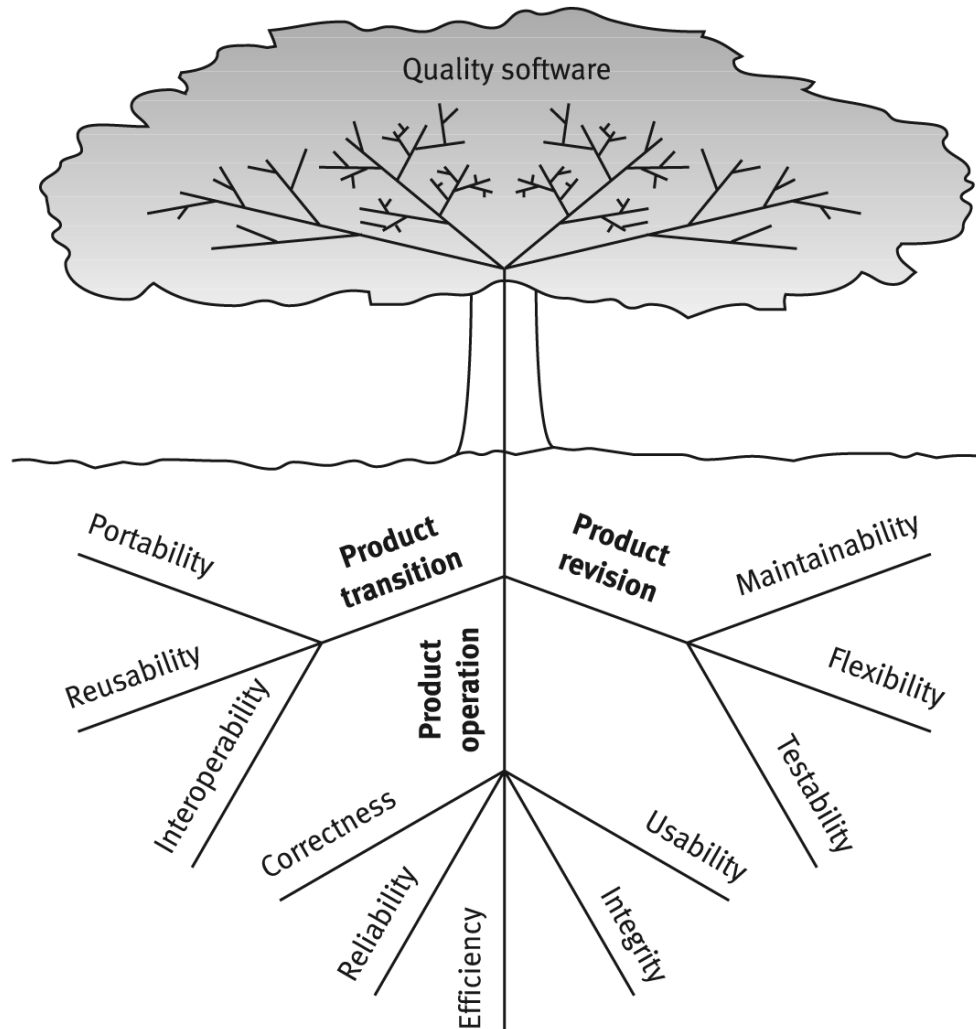 Quality software
Portability
Product
transition
Product
revision
Maintainability
Reusability
Interoperability
Product
operation
Flexibility
Testability
Correctness
Reliability
Efficiency
Integrity
Usability